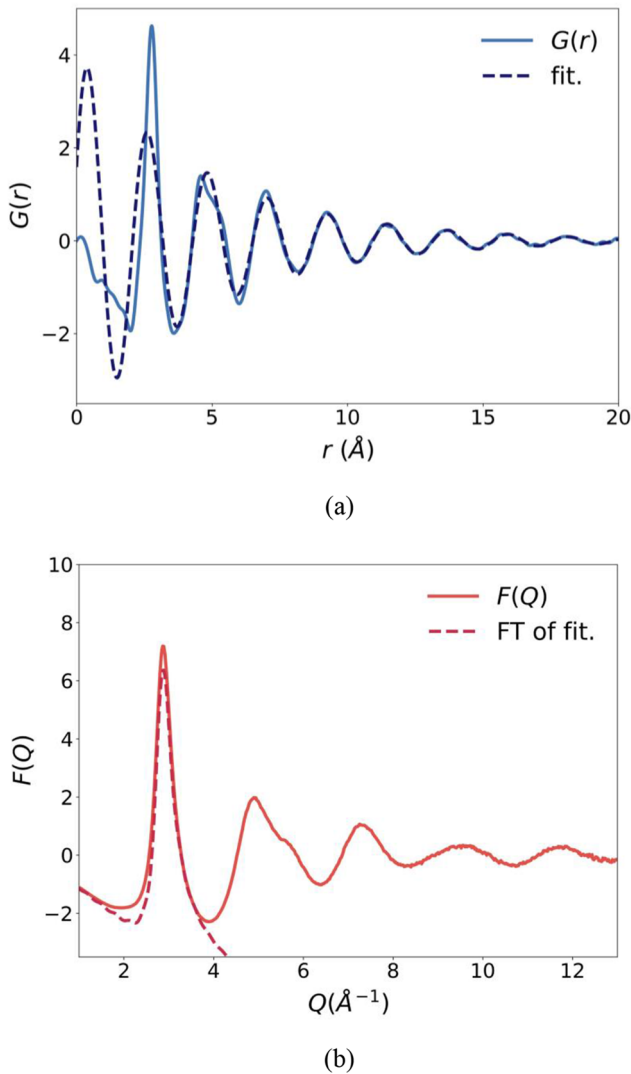 G(r)
fit.
4
2
0
−2
G(r)
0 5 10 15 20
r (Å)
(a)
F(Q)
FT of fit.
10
8
6
4
2
0
−2
F(Q)
2 4 6 8 10 12
Q(Å⁻¹)
(b)